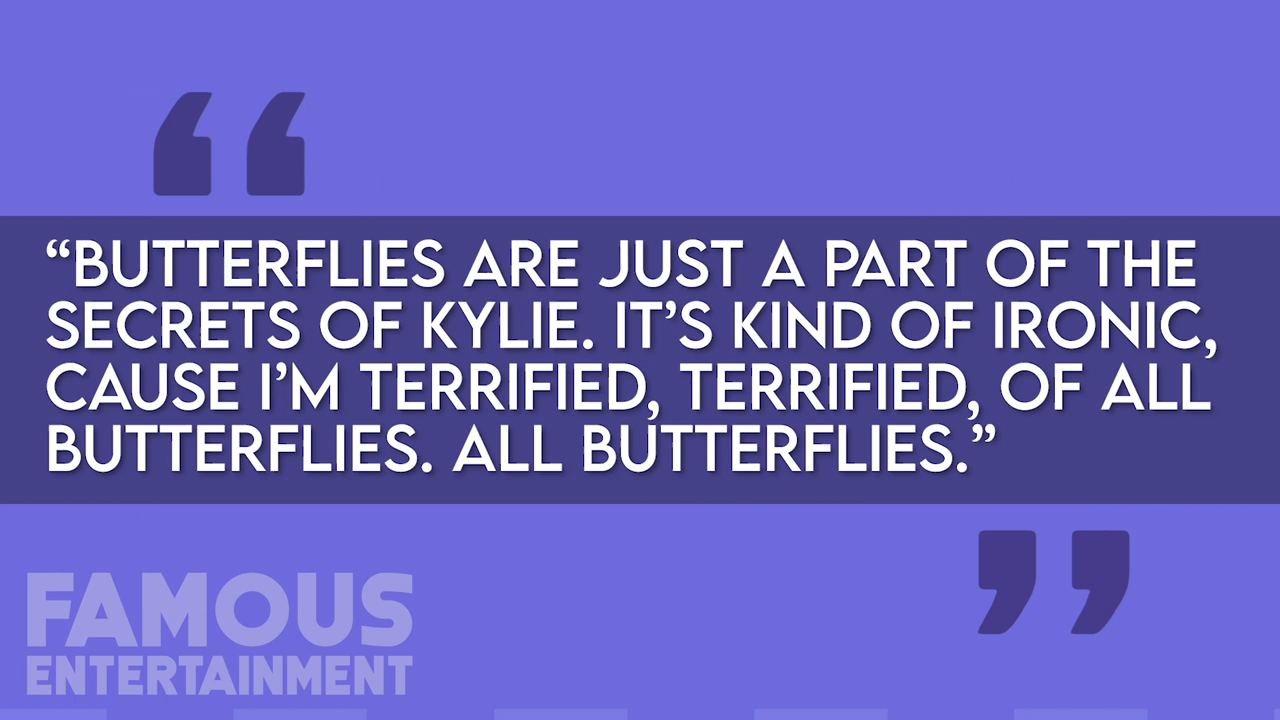 “BUTTERFLIES ARE JUST A PART OF THE
SECRETS OF KYLIE. IT’S KIND OF IRONIC,
CAUSE I’M TERRIFIED, TERRIFIED, OF ALL
BUTTERFLIES. ALL BUTTERFLIES.”
FAMOUS
ENTERTAINMENT